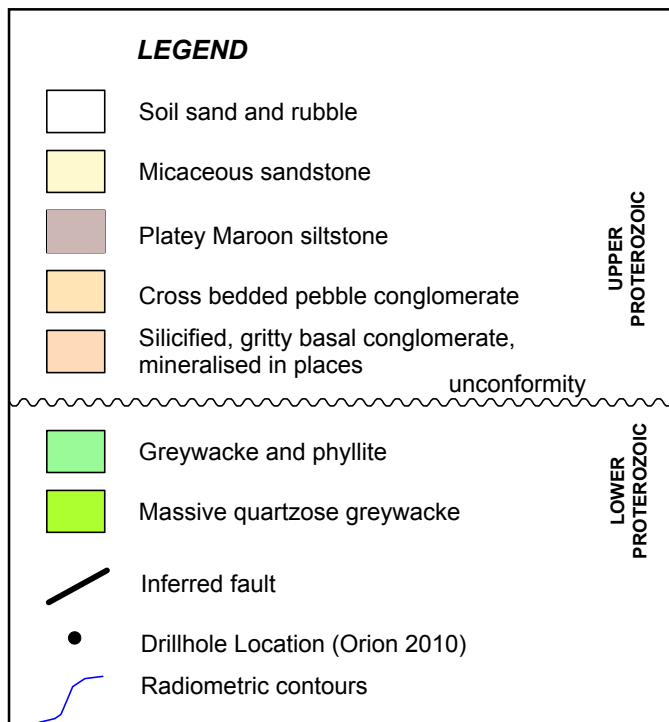 LEGEND
Soil sand and rubble
Micaceous sandstone
Platey Maroon siltstone
Cross bedded pebble conglomerate
Silicified, gritty basal conglomerate,
mineralised in places
UPPER
PROTEROZOIC
unconformity
Greywacke and phyllite
Massive quartzose greywacke
LOWER
PROTEROZOIC
Inferred fault
Drillhole Location (Orion 2010)
Radiometric contours